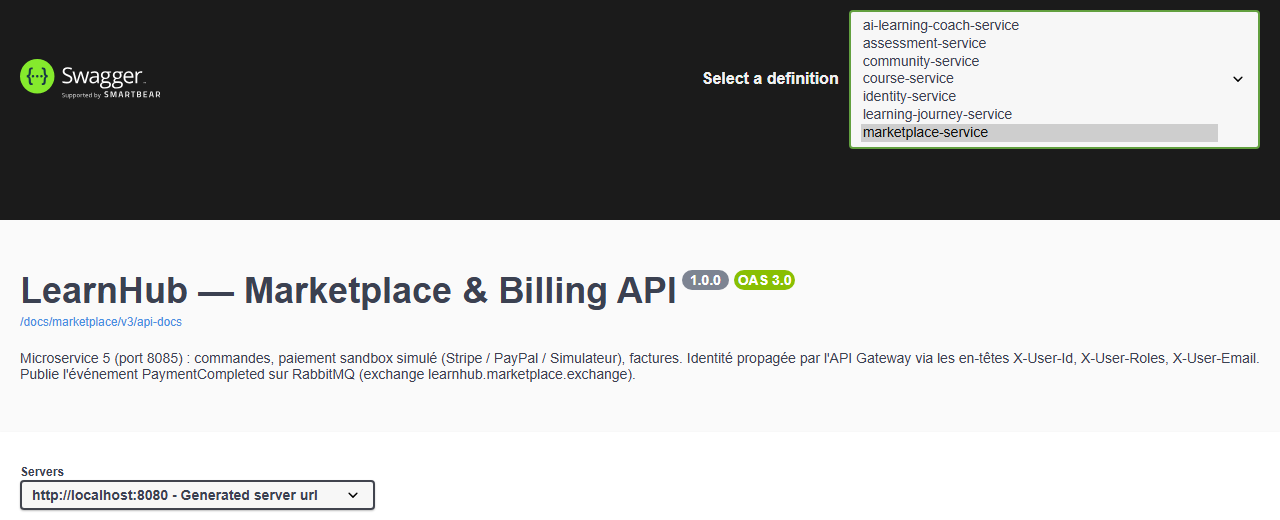 Swagger
Supported by SMARTBEAR
Select a definition
ai-learning-coach-service
assessment-service
community-service
course-service
identity-service
learning-journey-service
marketplace-service
LearnHub — Marketplace & Billing API 1.0.0 OAS 3.0
/docs/marketplace/v3/api-docs
Microservice 5 (port 8085) : commandes, paiement sandbox simulé (Stripe / PayPal / Simulateur), factures. Identité propagée par l'API Gateway via les en-têtes X-User-Id, X-User-Roles, X-User-Email.
Publie l'événement PaymentCompleted sur RabbitMQ (exchange learnhub.marketplace.exchange).
Servers
http://localhost:8080 - Generated server url